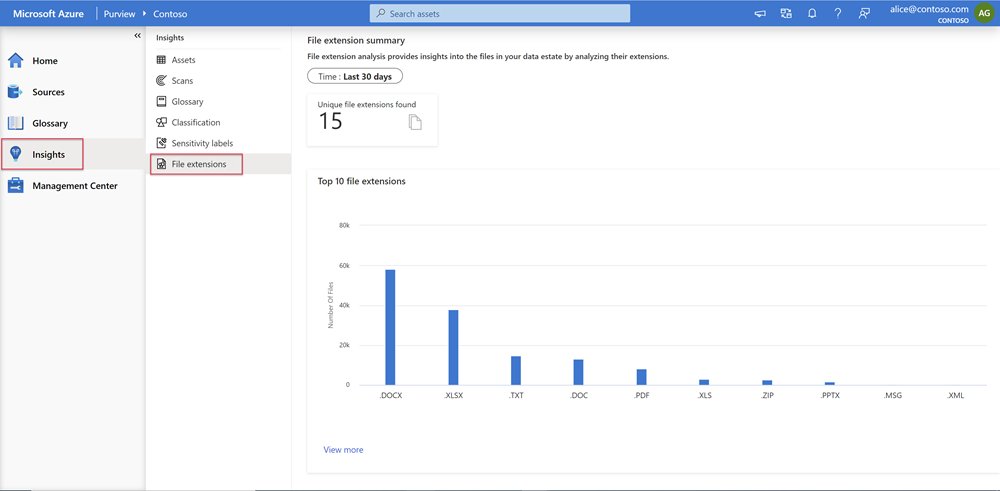 Microsoft Azure
Purview
Contoso
Search assets
alice@contoso.com
CONTOSO
AG
Home
Sources
Glossary
Insights
Management Center
Insights
Assets
Scans
Glossary
Classification
Sensitivity labels
File extensions
File extension summary
File extension analysis provides insights into the files in your data estate by analyzing their extensions.
Time : Last 30 days
Unique file extensions found
15
Top 10 file extensions
80k
60k
40k
20k
0
Number Of Files
.DOCX .XLSX .TXT .DOC .PDF .XLS .ZIP .PPTX .MSG .XML
View more